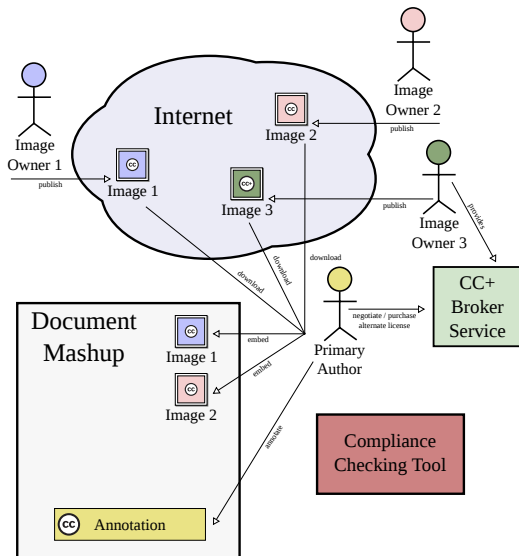 Image
Owner 2
Internet
cc
Image 2
publish
Image
Owner 1
publish
cc
Image 1
cc+
Image 3
publish
Image
Owner 3
provides
download
download
download
CC+
Broker
Service
negotiate / purchase
alternate license
Primary
Author
Document
Mashup
cc
Image 1
embed
cc
Image 2
embed
annotate
Compliance
Checking Tool
cc
Annotation